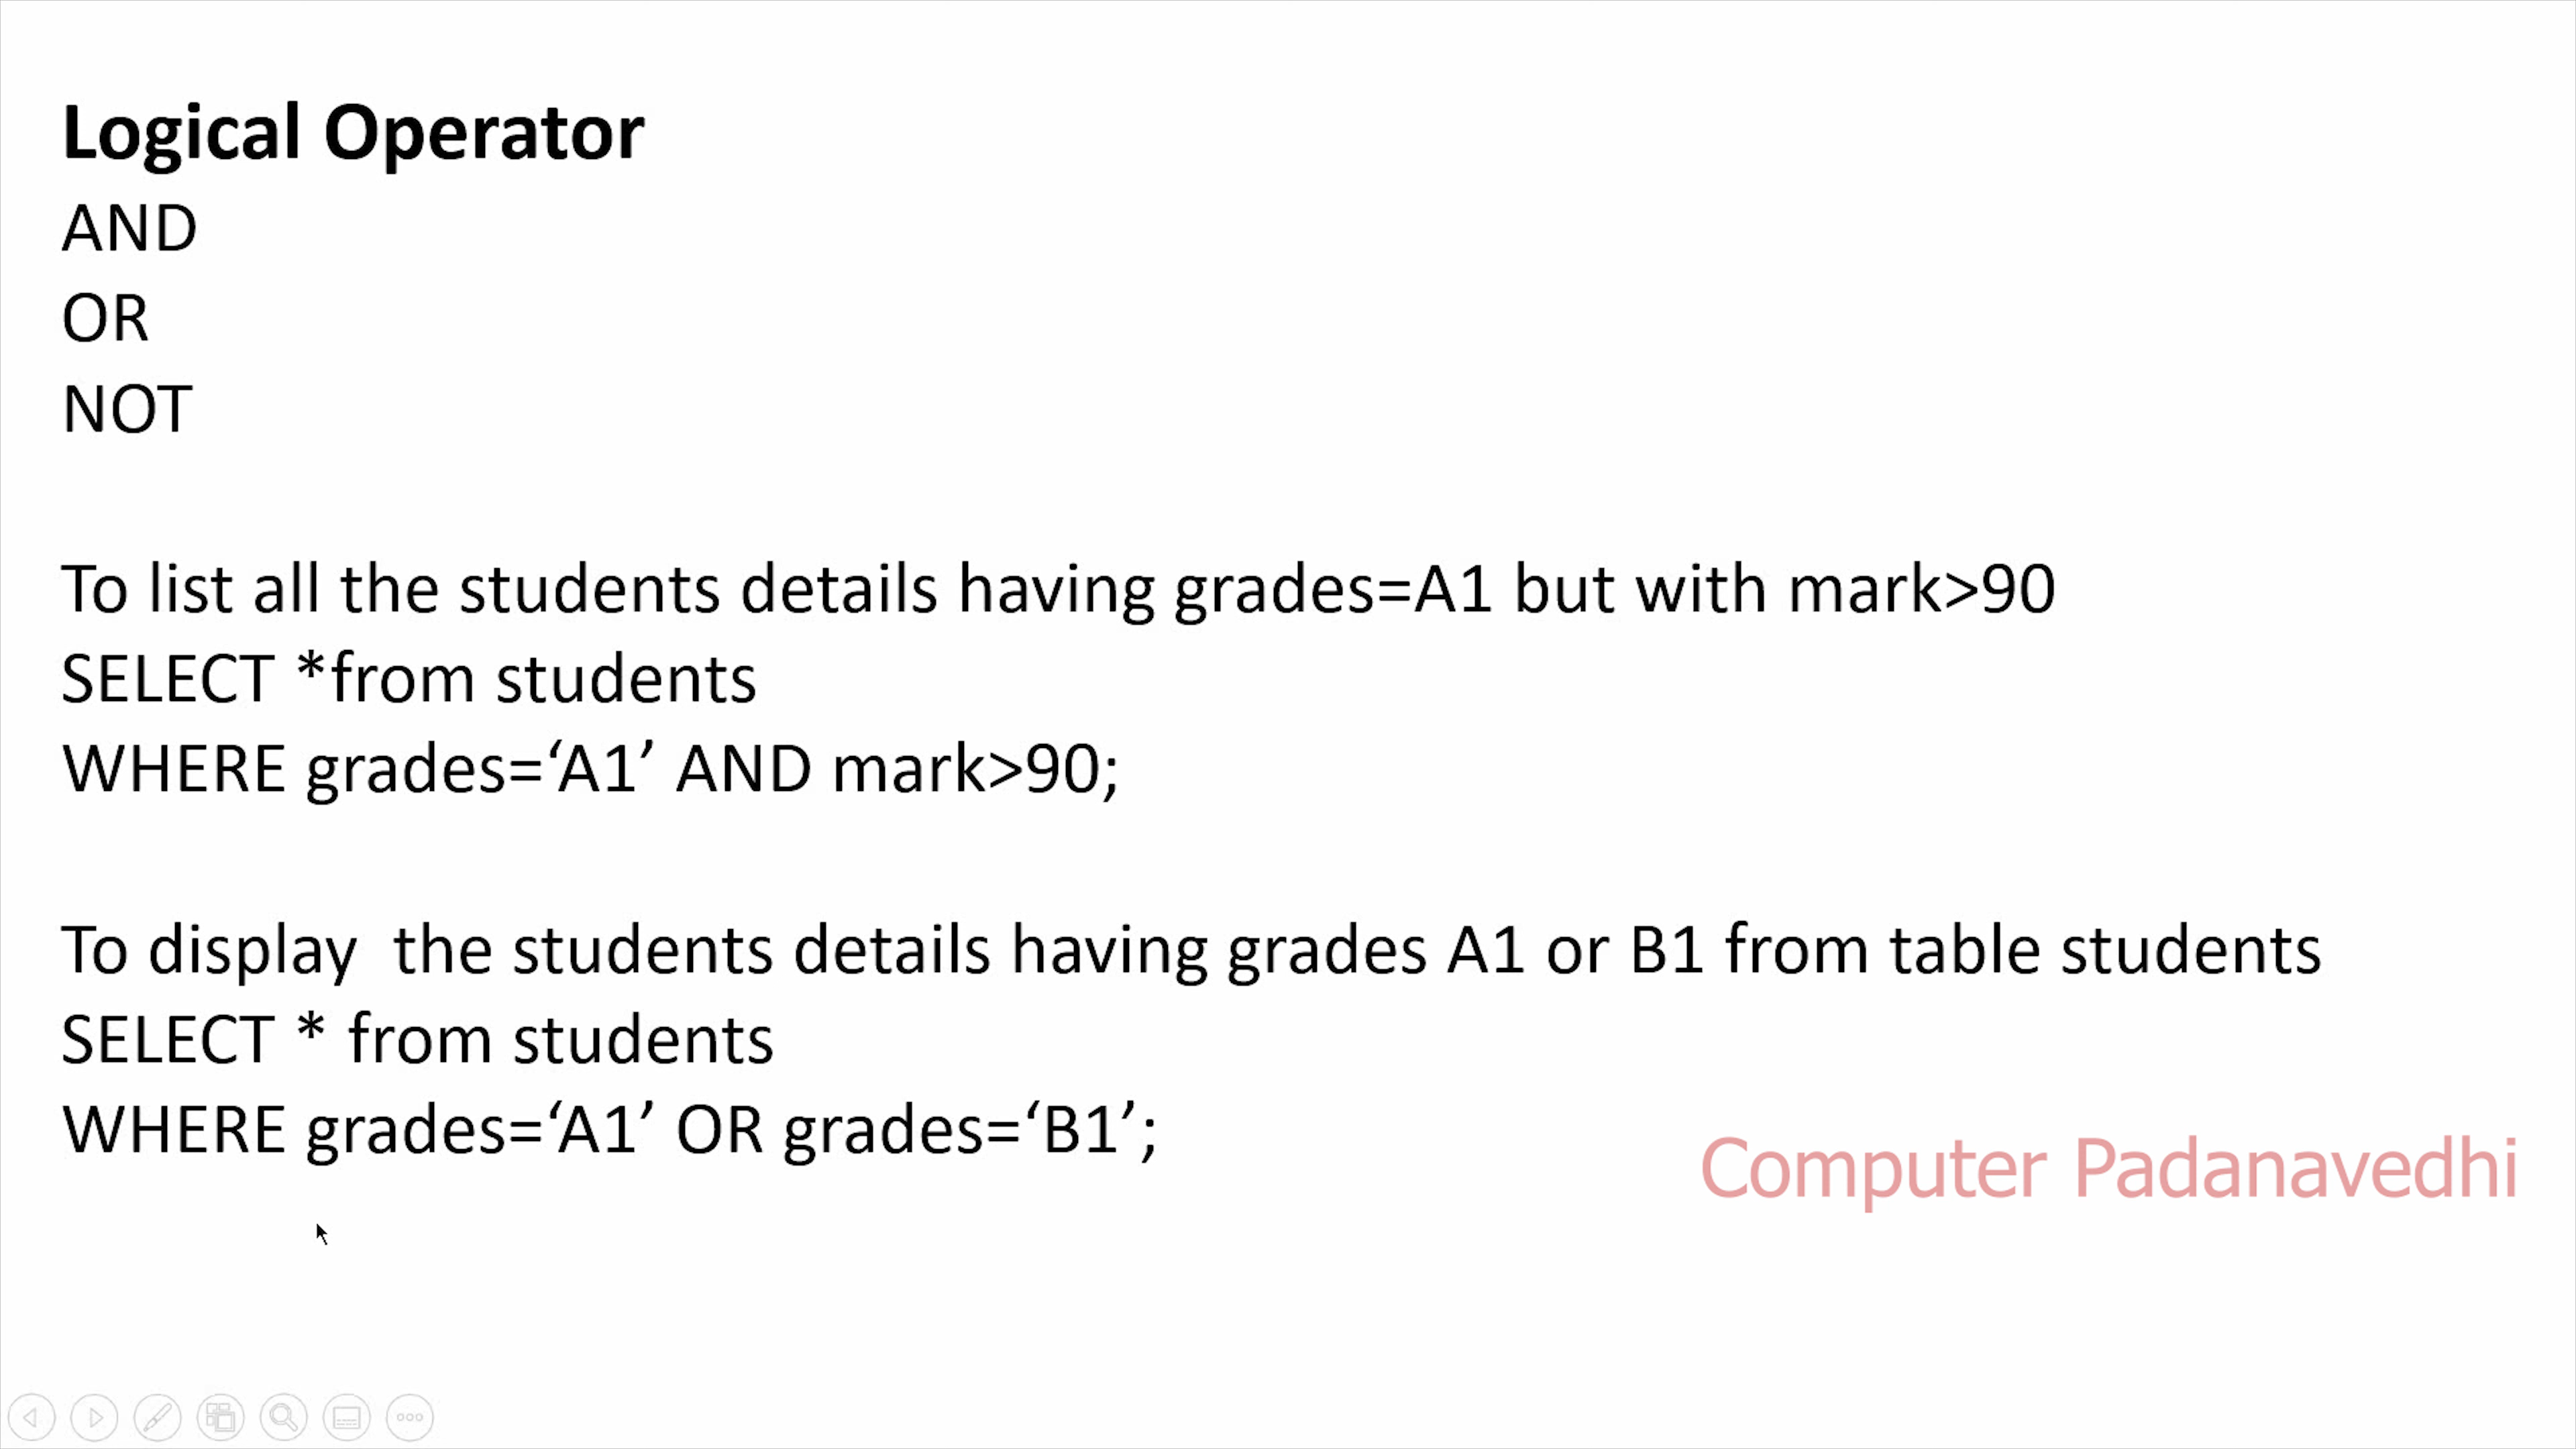 Logical Operator
AND
OR
NOT
To list all the students details having grades=A1 but with mark>90
SELECT *from students
WHERE grades=‘A1’ AND mark>90;
To display  the students details having grades A1 or B1 from table students
SELECT * from students
WHERE grades=‘A1’ OR grades=‘B1’;
Computer Padanavedhi